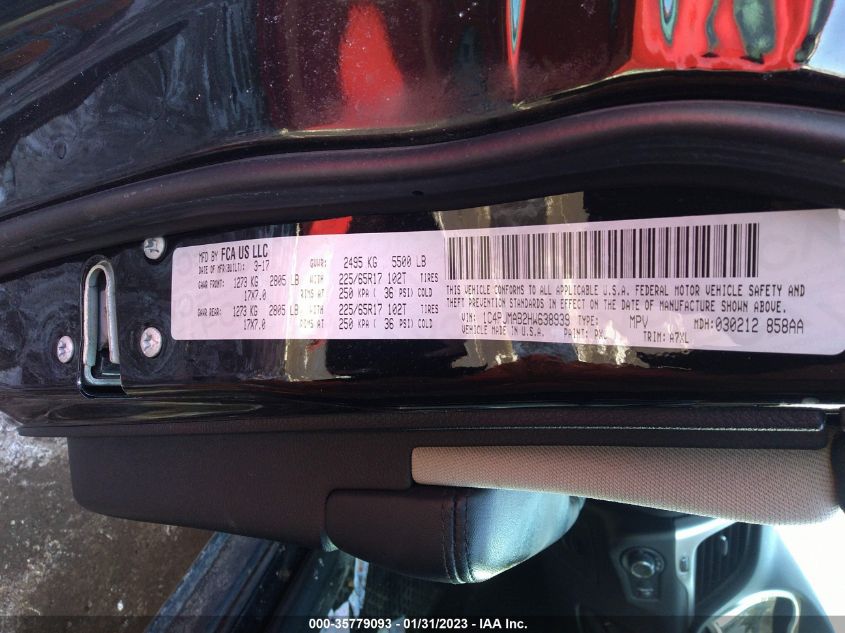 MFD BY FCA US LLC
DATE OF MFR(BUILT): 3-17 GVWR: 2495 KG 5500 LB
GAWR FRONT: 1273 KG 2805 LB WITH 225/65R17 102T TIRES
17X7.0 RIMS AT 250 KPA ( 36 PSI) COLD
GAWR REAR: 1273 KG 2805 LB WITH 225/65R17 102T TIRES
17X7.0 RIMS AT 250 KPA ( 36 PSI) COLD
THIS VEHICLE CONFORMS TO ALL APPLICABLE U.S.A. FEDERAL MOTOR VEHICLE SAFETY AND
THEFT PREVENTION STANDARDS IN EFFECT ON THE DATE OF MANUFACTURE SHOWN ABOVE.
VIN: 1C4PJMAB2HW638939 TYPE: MPV MDH: 030212 858AA
VEHICLE MADE IN U.S.A. PAINT: TRIM: A7XL
000-35779093 - 01/31/2023 - IAA Inc.